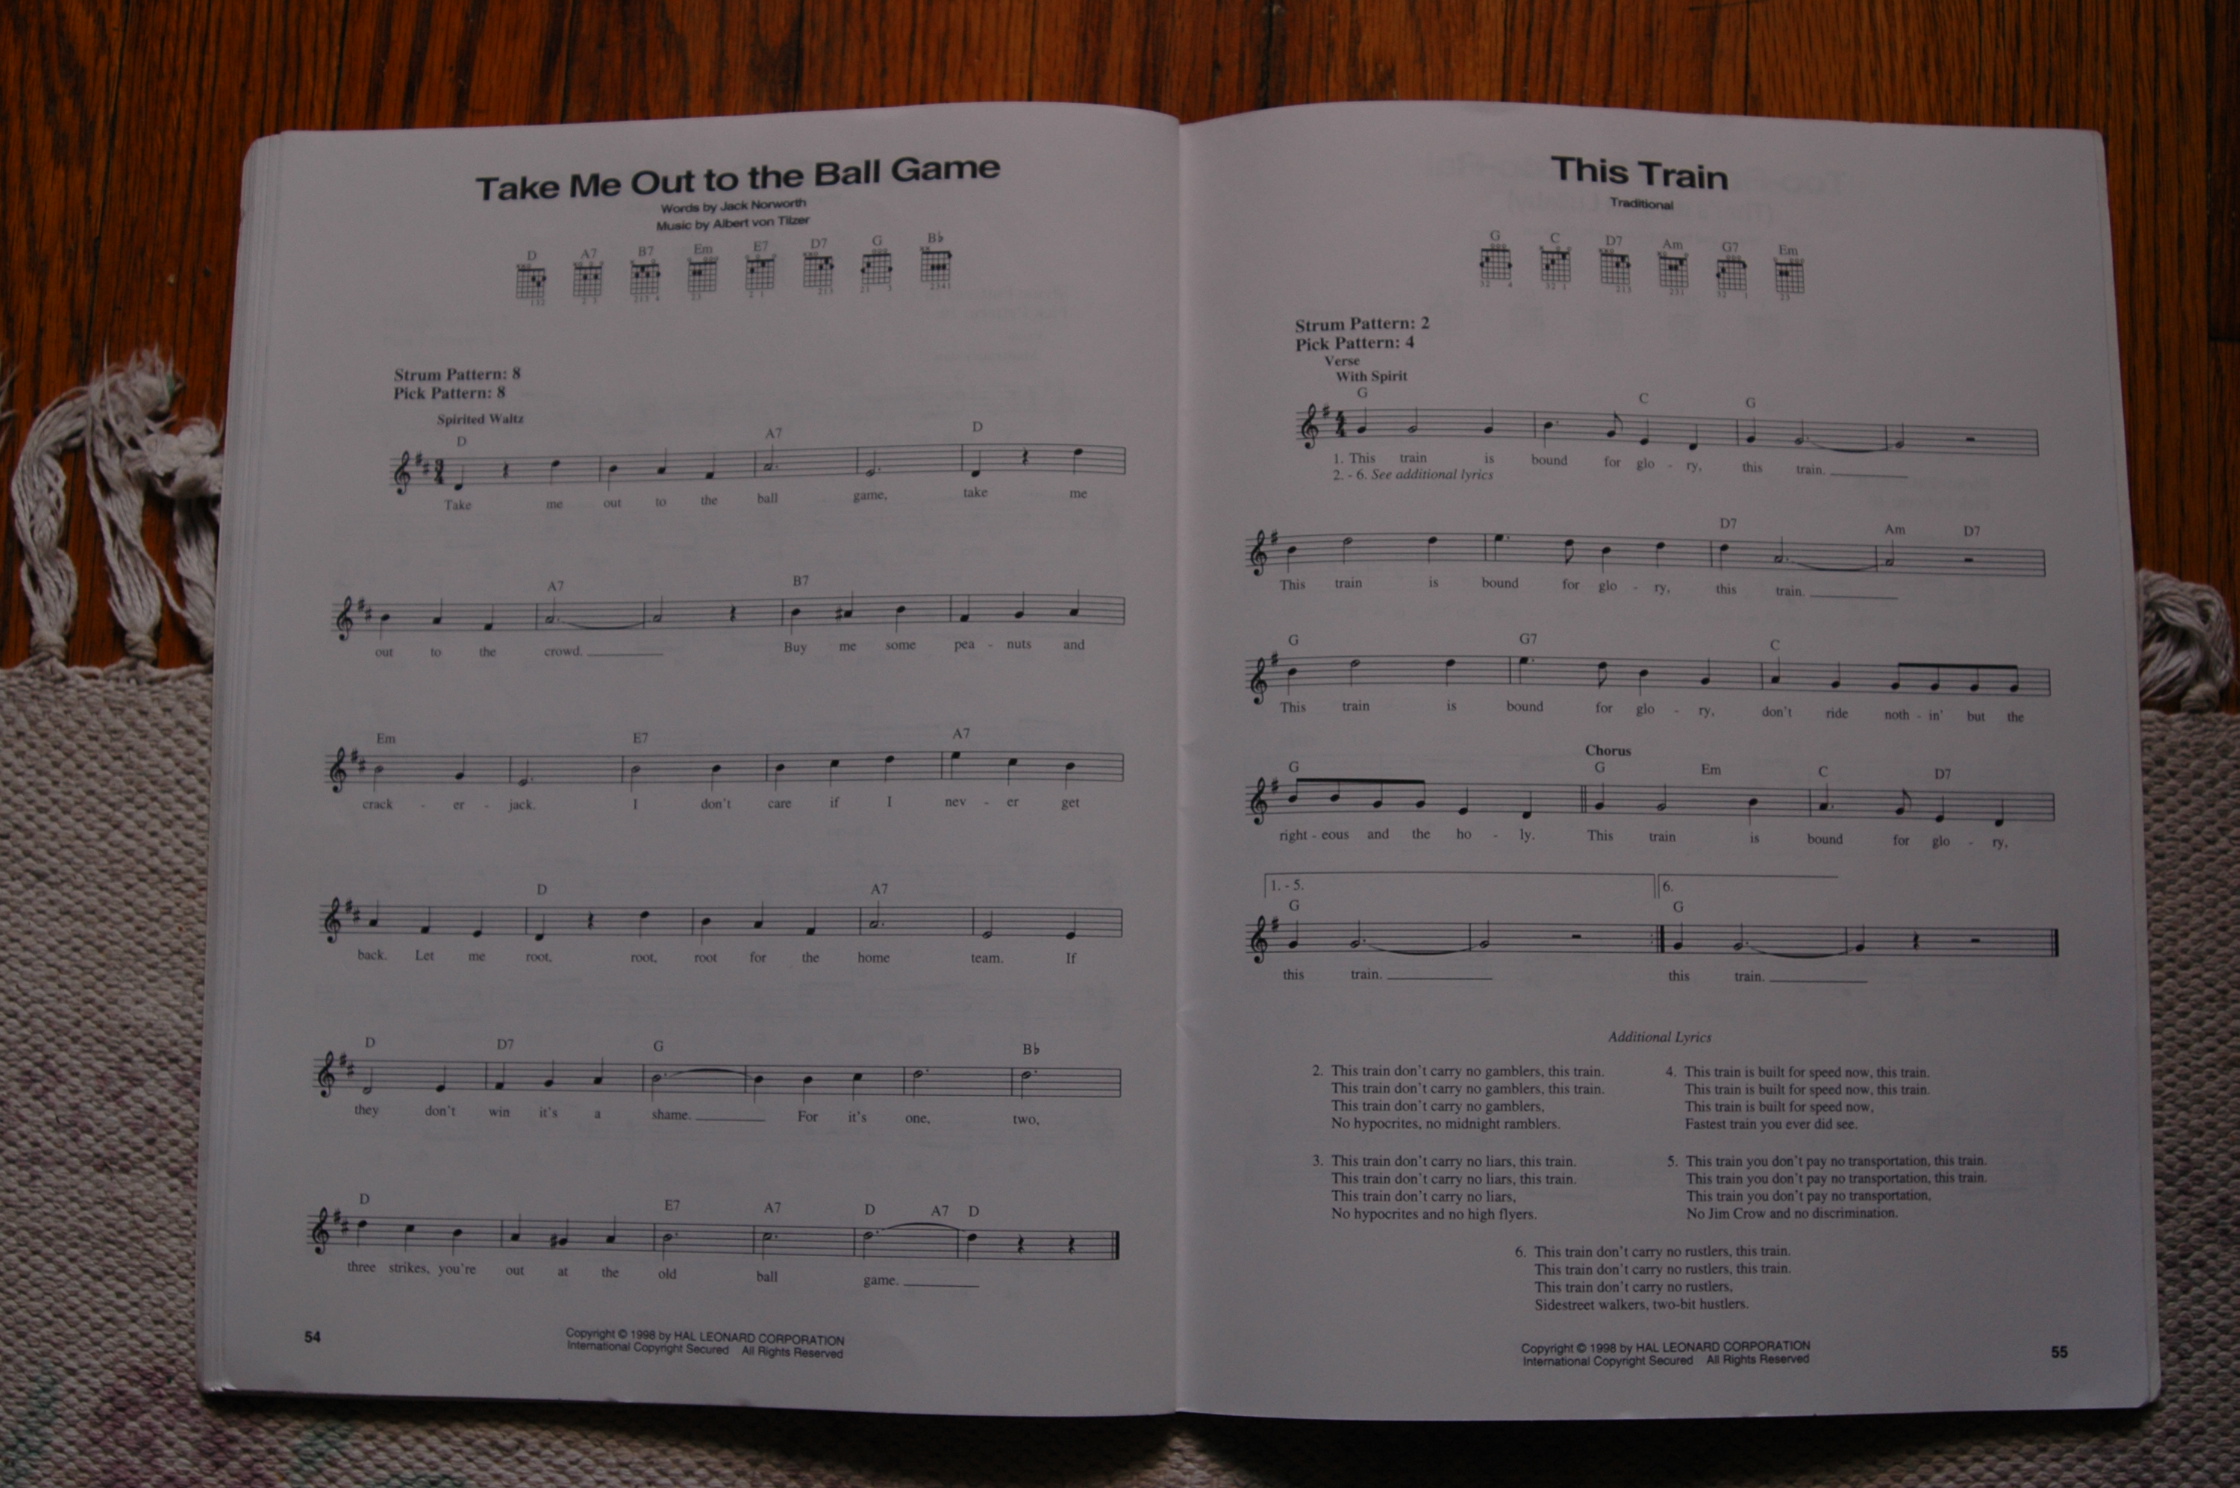 Take Me Out to the Ball Game
Words by Jack Norworth
Music by Albert von Tilzer
D A7 B7 Em E7 D7 G B♭
Strum Pattern: 8
Pick Pattern: 8
Spirited Waltz
D A7 D
3 4
Take me out to the ball game, take me
A7 B7
out to the crowd. Buy me some pea - nuts and
Em E7 A7
crack - er - jack. I don't care if I nev - er get
D A7
back. Let me root, root, root for the home team. If
D D7 G B♭
they don't win it's a shame. For it's one, two,
D E7 A7 D A7 D
three strikes, you're out at the old ball game.
54
Copyright © 1998 by HAL LEONARD CORPORATION
International Copyright Secured All Rights Reserved
This Train
Traditional
G C D7 Am G7 Em
Strum Pattern: 2
Pick Pattern: 4
Verse
With Spirit
G C G
4 4
1. This train is bound for glo - ry, this train.
2. - 6. See additional lyrics
D7 Am D7
This train is bound for glo - ry, this train.
G G7 C
This train is bound for glo - ry, don't ride noth - in' but the
Chorus
G G Em C D7
right - eous and the ho - ly. This train is bound for glo - ry,
1. - 5. 6.
G G
this train. this train.
Additional Lyrics
2. This train don't carry no gamblers, this train.
This train don't carry no gamblers, this train.
This train don't carry no gamblers,
No hypocrites, no midnight ramblers.
3. This train don't carry no liars, this train.
This train don't carry no liars, this train.
This train don't carry no liars,
No hypocrites and no high flyers.
4. This train is built for speed now, this train.
This train is built for speed now, this train.
This train is built for speed now,
Fastest train you ever did see.
5. This train you don't pay no transportation, this train.
This train you don't pay no transportation, this train.
This train you don't pay no transportation,
No Jim Crow and no discrimination.
6. This train don't carry no rustlers, this train.
This train don't carry no rustlers, this train.
This train don't carry no rustlers,
Sidestreet walkers, two-bit hustlers.
Copyright © 1998 by HAL LEONARD CORPORATION
International Copyright Secured All Rights Reserved
55